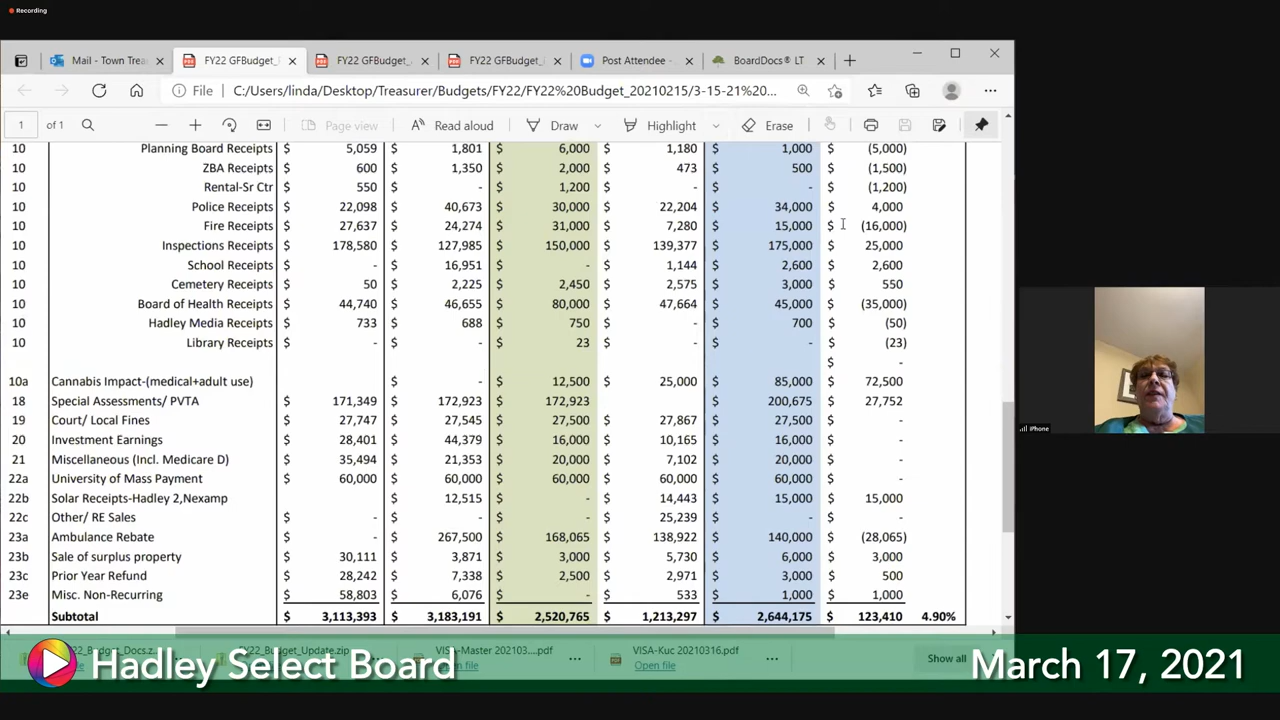 Recording
Mail - Town Trea
FY22 GFBudget_
FY22 GFBudget_
FY22 GFBudget_
Post Attendee -
BoardDocs® LT
File C:/Users/linda/Desktop/Treasurer/Budgets/FY22/FY22%20Budget_20210215/3-15-21%20...
1 of 1 Page view Read aloud Draw Highlight Erase
10 Planning Board Receipts $ 5,059 $ 1,801 $ 6,000 $ 1,180 $ 1,000 $ (5,000)
10 ZBA Receipts $ 600 $ 1,350 $ 2,000 $ 473 $ 500 $ (1,500)
10 Rental-Sr Ctr $ 550 $ - $ 1,200 $ - $ - $ (1,200)
10 Police Receipts $ 22,098 $ 40,673 $ 30,000 $ 22,204 $ 34,000 $ 4,000
10 Fire Receipts $ 27,637 $ 24,274 $ 31,000 $ 7,280 $ 15,000 $ (16,000)
10 Inspections Receipts $ 178,580 $ 127,985 $ 150,000 $ 139,377 $ 175,000 $ 25,000
10 School Receipts $ - $ 16,951 $ - $ 1,144 $ 2,600 $ 2,600
10 Cemetery Receipts $ 50 $ 2,225 $ 2,450 $ 2,575 $ 3,000 $ 550
10 Board of Health Receipts $ 44,740 $ 46,655 $ 80,000 $ 47,664 $ 45,000 $ (35,000)
10 Hadley Media Receipts $ 733 $ 688 $ 750 $ - $ 700 $ (50)
10 Library Receipts $ - $ - $ 23 $ - $ - $ (23)
$ -
10a Cannabis Impact-(medical+adult use) $ - $ 12,500 $ 25,000 $ 85,000 $ 72,500
18 Special Assessments/ PVTA $ 171,349 $ 172,923 $ 172,923 $ 200,675 $ 27,752
19 Court/ Local Fines $ 27,747 $ 27,545 $ 27,500 $ 27,867 $ 27,500 $ -
20 Investment Earnings $ 28,401 $ 44,379 $ 16,000 $ 10,165 $ 16,000 $ -
21 Miscellaneous (Incl. Medicare D) $ 35,494 $ 21,353 $ 20,000 $ 7,102 $ 20,000 $ -
22a University of Mass Payment $ 60,000 $ 60,000 $ 60,000 $ 60,000 $ 60,000 $ -
22b Solar Receipts-Hadley 2,Nexamp $ 12,515 $ - $ 14,443 $ 15,000 $ 15,000
22c Other/ RE Sales $ - $ - $ - $ 25,239 $ - $ -
23a Ambulance Rebate $ - $ 267,500 $ 168,065 $ 138,922 $ 140,000 $ (28,065)
23b Sale of surplus property $ 30,111 $ 3,871 $ 3,000 $ 5,730 $ 6,000 $ 3,000
23c Prior Year Refund $ 28,242 $ 7,338 $ 2,500 $ 2,971 $ 3,000 $ 500
23e Misc. Non-Recurring $ 58,803 $ 6,076 $ - $ 533 $ 1,000 $ 1,000
Subtotal $ 3,113,393 $ 3,183,191 $ 2,520,765 $ 1,213,297 $ 2,644,175 $ 123,410 4.90%
iPhone
_Budget_Update.zip
VISA-Kuc 20210316.pdf
Open file
Show all
Hadley Select Board
March 17, 2021